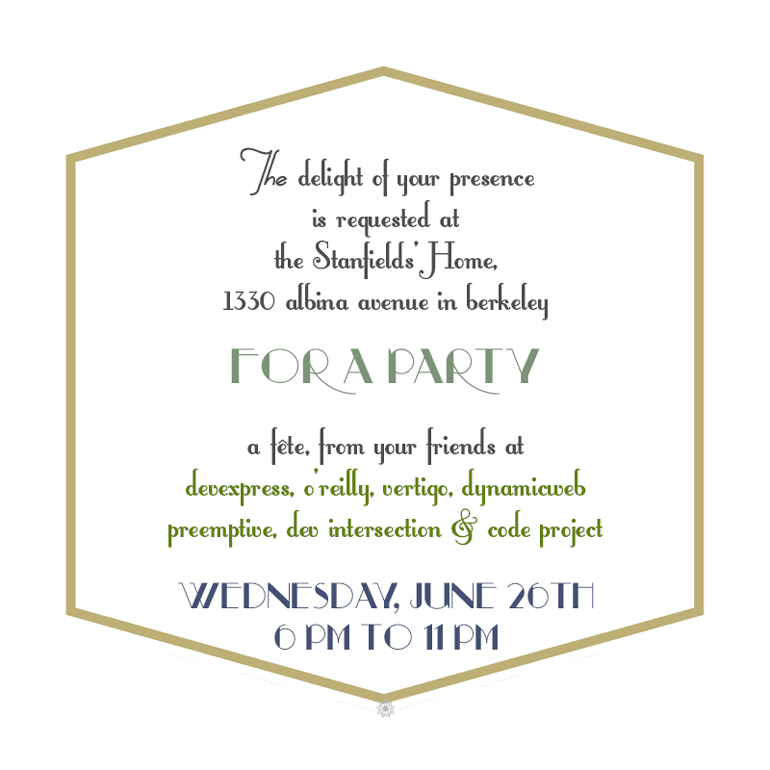 The delight of your presence
is requested at
the Stanfields' Home,
1330 albina avenue in berkeley
FOR A PARTY
a fête, from your friends at
devexpress, o'reilly, vertigo, dynamicweb
preemptive, dev intersection & code project
WEDNESDAY, JUNE 26TH
6 PM TO 11 PM